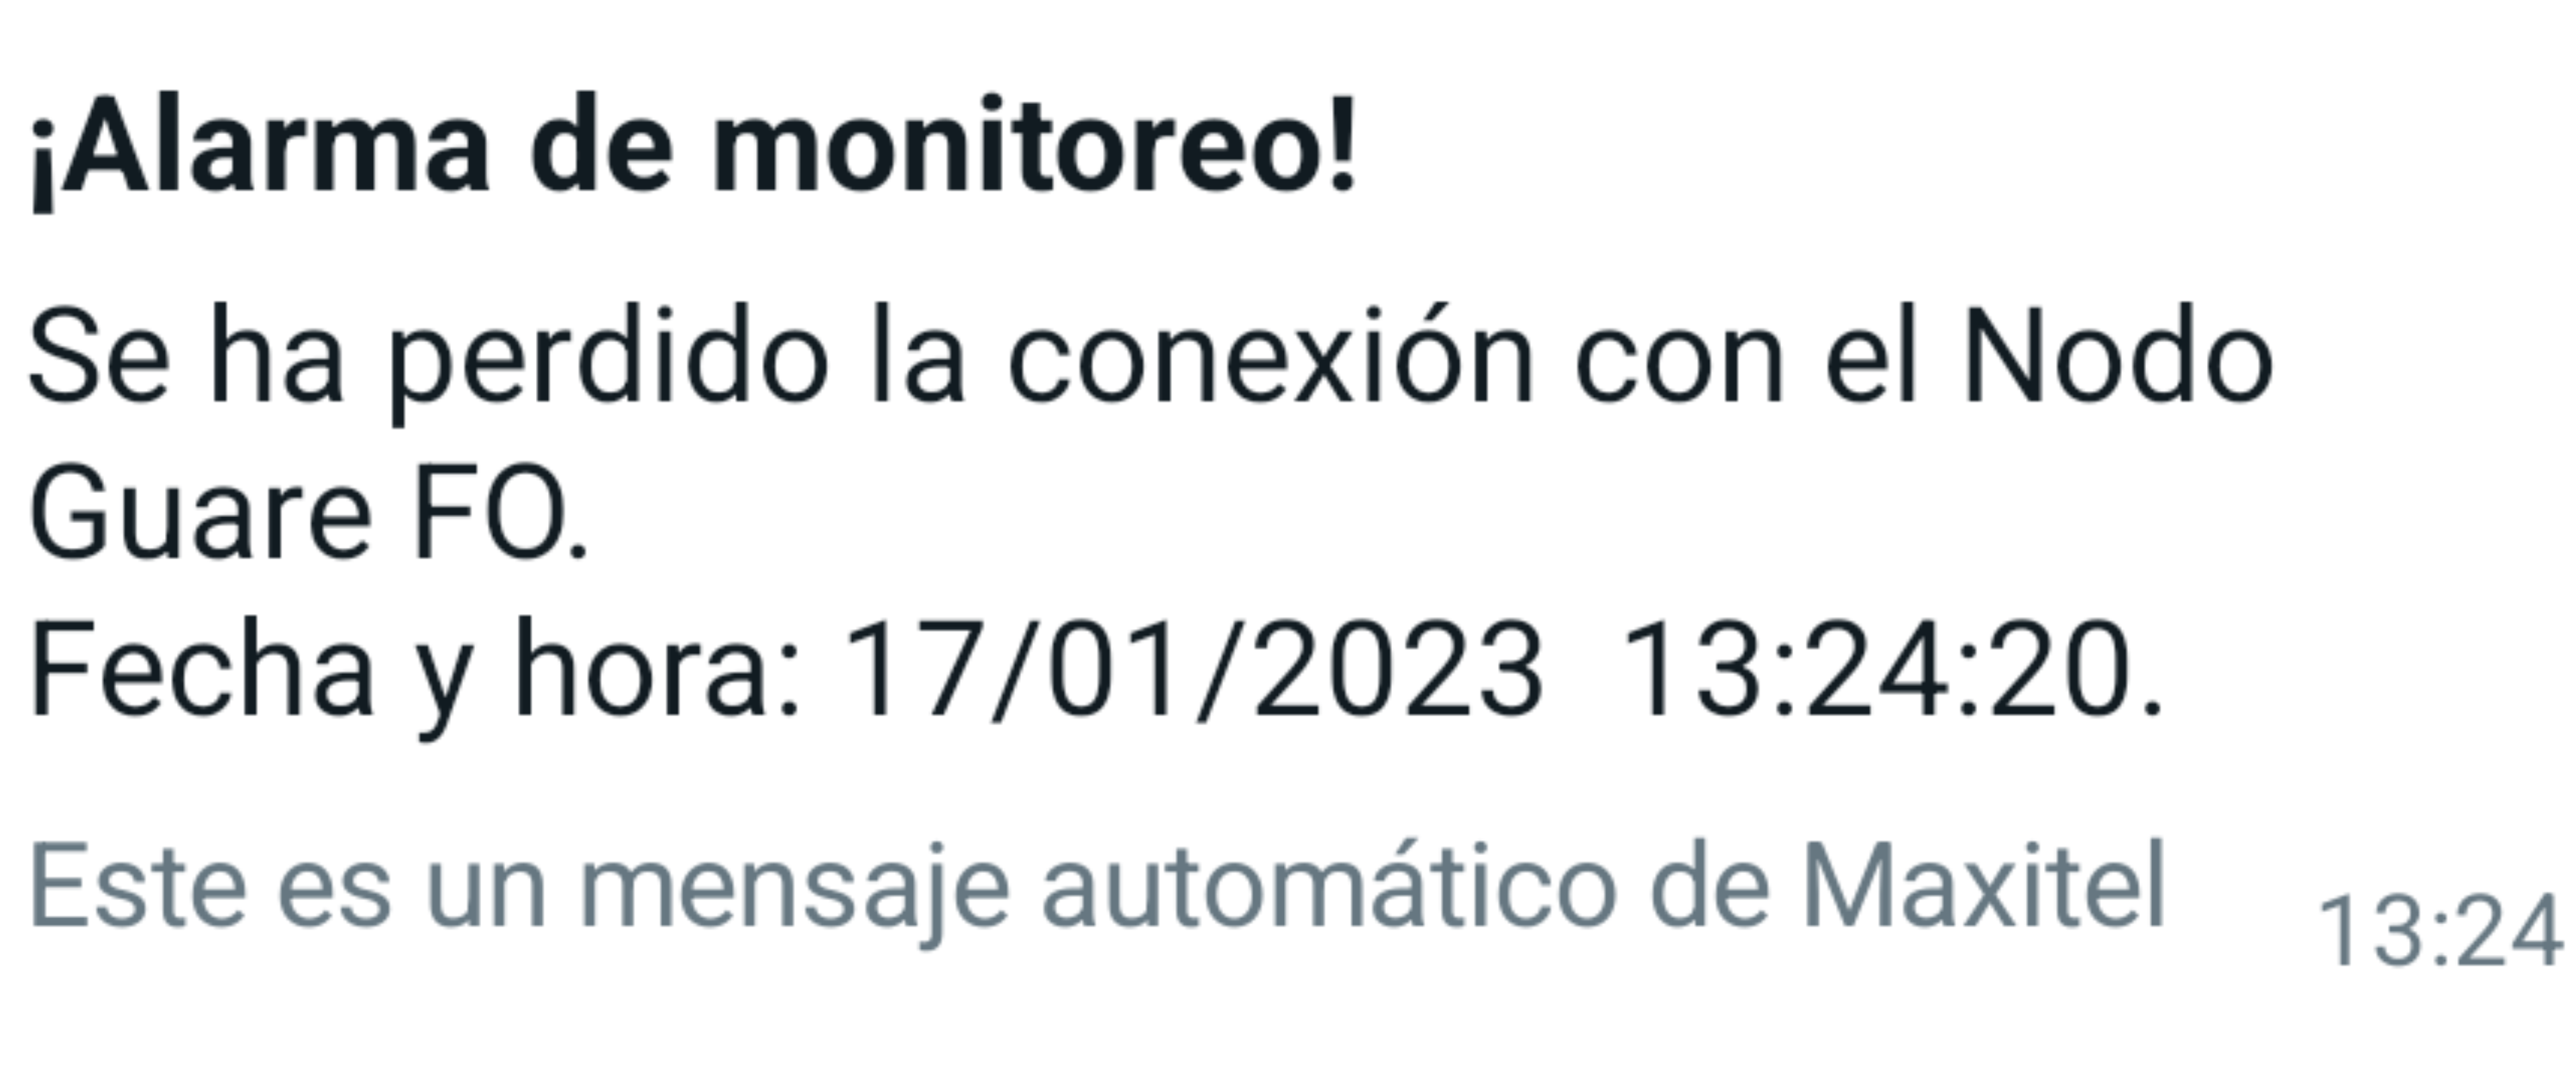 ¡Alarma de monitoreo!
Se ha perdido la conexión con el Nodo
Guare FO.
Fecha y hora: 17/01/2023  13:24:20.
Este es un mensaje automático de Maxitel
13:24